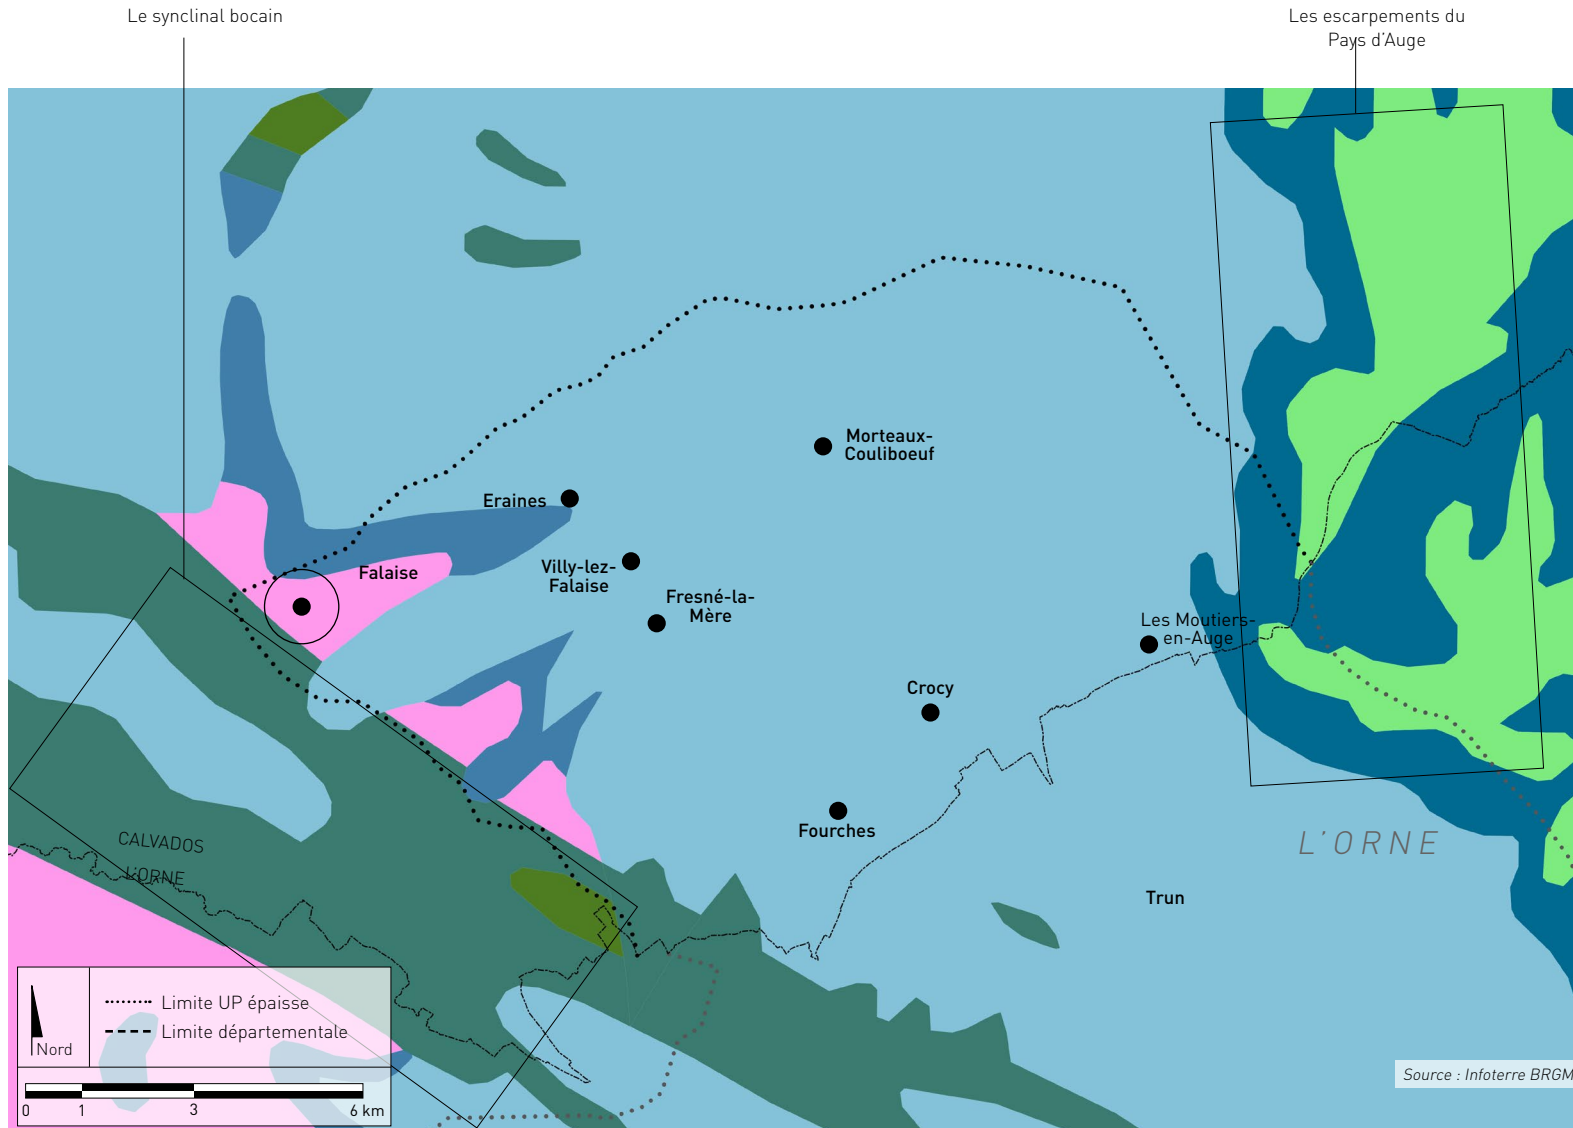 Le synclinal bocain
Les escarpements du
Pays d'Auge
Morteaux-
Couliboeuf
Eraines
Villy-lez-
Falaise
Falaise
Fresné-la-
Mère
Les Moutiers-
en-Auge
Crocy
Fourches
CALVADOS
L'ORNE
L'ORNE
Trun
Limite UP épaisse
Limite départementale
Nord
0 1 3 6 km
Source : Infoterre BRGM